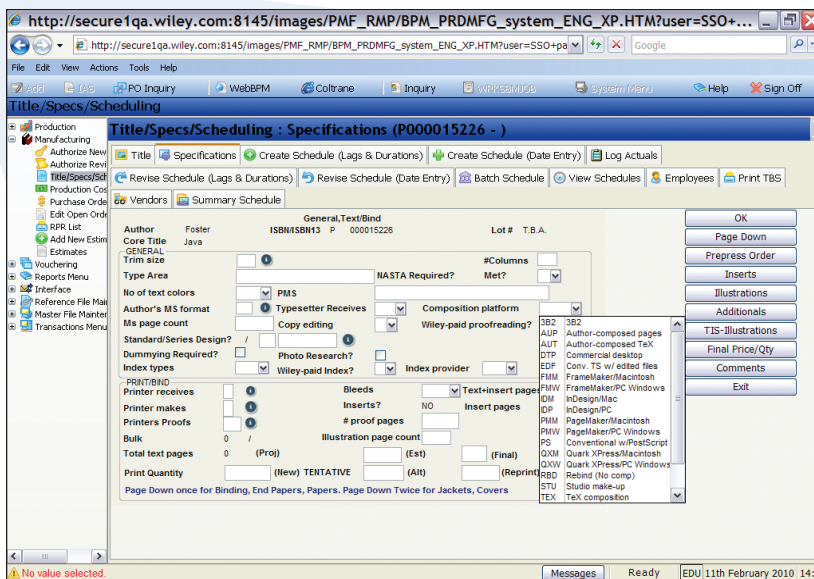 http://secure1qa.wiley.com:8145/images/PMF_RMP/BPM_PRDMFG_system_ENG_XP.HTM?user=SSO+...
http://secure1qa.wiley.com:8145/images/PMF_RMP/BPM_PRDMFG_system_ENG_XP.HTM?user=SSO+pa
Google
File Edit View Actions Tools Help
Add IAS PO Inquiry WebBPM Coltrane Inquiry WRKSBMJOB System Menu Help Sign Off
Title/Specs/Scheduling
Production
Manufacturing
Authorize New
Authorize Revi
Title/Specs/Sch
Production Cos
Purchase Orde
Edit Open Orde
RPR List
Add New Estim
Estimates
Vouchering
Reports Menu
Interface
Reference File Mai
Master File Mainter
Transactions Menu
Title/Specs/Scheduling : Specifications (P000015226 - )
Title Specifications Create Schedule (Lags & Durations) Create Schedule (Date Entry) Log Actuals
Revise Schedule (Lags & Durations) Revise Schedule (Date Entry) Batch Schedule View Schedules Employees Print TBS
Vendors Summary Schedule
General,Text/Bind
Author Foster ISBN/ISBN13 P 000015226 Lot # T.B.A.
Core Title Java
GENERAL
Trim size #Columns
Type Area NASTA Required? Met?
No of text colors PMS
Author's MS format Typesetter Receives Composition platform
Ms page count Copy editing Wiley-paid proofreading?
Standard/Series Design? /
Dummying Required? Photo Research?
Index types Wiley-paid Index? Index provider
PRINT/BIND
Printer receives Bleeds Text+insert pages
Printer makes Inserts? NO Insert pages
Printers Proofs # proof pages
Bulk 0 / Illustration page count
Total text pages 0 (Proj) (Est) (Final)
Print Quantity (New) TENTATIVE (Alt) (Reprint)
Page Down once for Binding, End Papers, Papers. Page Down Twice for Jackets, Covers
3B2 3B2
AUP Author-composed pages
AUT Author-composed TeX
DTP Commercial desktop
EDF Conv. TS w/ edited files
FMM FrameMaker/Macintosh
FMW FrameMaker/PC Windows
IDM InDesign/Mac
IDP InDesign/PC
PMM PageMaker/Macintosh
PMW PageMaker/PC Windows
PS Conventional w/PostScript
QXM Quark XPress/Macintosh
QXW Quark XPress/PC Windows
RBD Rebind (No comp)
STU Studio make-up
TEX TeX composition
OK
Page Down
Prepress Order
Inserts
Illustrations
Additionals
TIS-Illustrations
Final Price/Qty
Comments
Exit
No value selected. Messages Ready EDU 11th February 2010 14: